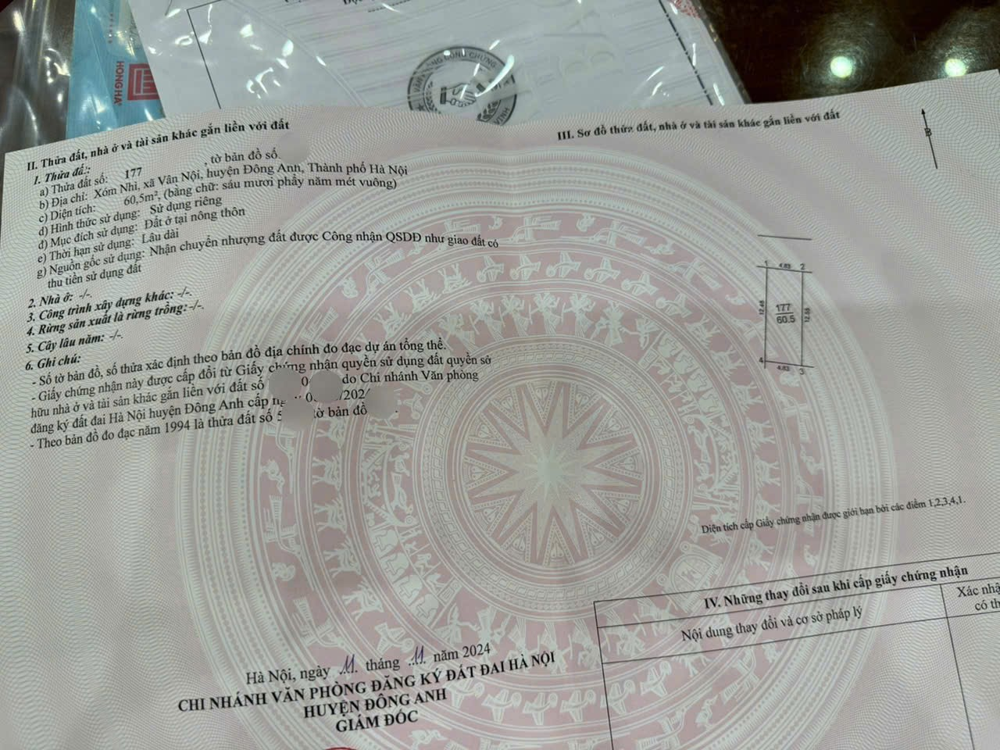 HONG HA
VĂN PHÒNG CÔNG CHỨNG
II. Thửa đất, nhà ở và tài sản khác gắn liền với đất
1. Thửa đất:
a) Thửa đất số: 177 , tờ bản đồ số
b) Địa chỉ: Xóm Nhì, xã Vân Nội, huyện Đông Anh, Thành phố Hà Nội
c) Diện tích: 60,5m², (bằng chữ: sáu mươi phẩy năm mét vuông)
d) Hình thức sử dụng: Sử dụng riêng
đ) Mục đích sử dụng: Đất ở tại nông thôn
e) Thời hạn sử dụng: Lâu dài
g) Nguồn gốc sử dụng: Nhận chuyển nhượng đất được Công nhận QSDĐ như giao đất có
thu tiền sử dụng đất
2. Nhà ở: -/-.
3. Công trình xây dựng khác: -/-.
4. Rừng sản xuất là rừng trồng: -/-.
5. Cây lâu năm: -/-.
6. Ghi chú:
- Số tờ bản đồ, số thửa xác định theo bản đồ địa chính đo đạc dự án tổng thể.
- Giấy chứng nhận này được cấp đổi từ Giấy chứng nhận quyền sử dụng đất quyền sở
hữu nhà ở và tài sản khác gắn liền với đất số 0 do Chi nhánh Văn phòng
đăng ký đất đai Hà Nội huyện Đông Anh cấp 0 /202
- Theo bản đồ đo đạc năm 1994 là thửa đất số 5 tờ bản đồ .
Hà Nội, ngày 11. tháng 11. năm 2024
CHI NHÁNH VĂN PHÒNG ĐĂNG KÝ ĐẤT ĐAI HÀ NỘI
HUYỆN ĐÔNG ANH
GIÁM ĐỐC
III. Sơ đồ thửa đất, nhà ở và tài sản khác gắn liền với đất
B
1 4.83 2
12.48
177
60.5
12.55
4 4.83 3
Diện tích cấp Giấy chứng nhận được giới hạn bởi các điểm 1,2,3,4,1.
IV. Những thay đổi sau khi cấp giấy chứng nhận
Nội dung thay đổi và cơ sở pháp lý
Xác nhậ
có th